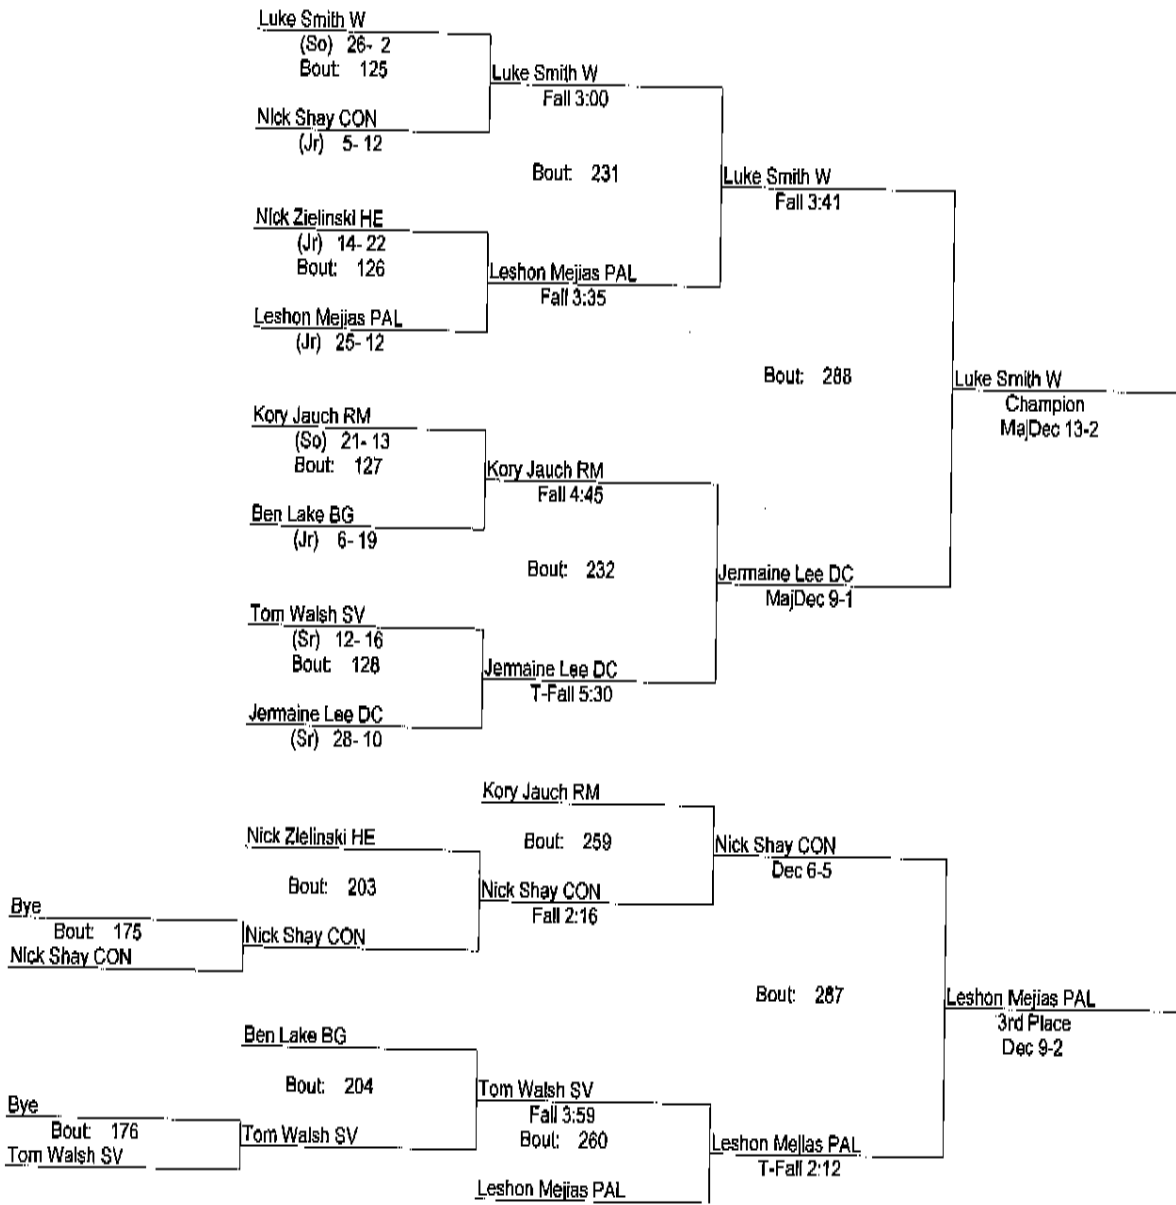 Luke Smith W
(So) 26- 2
Bout: 125
Luke Smith W
Fall 3:00
Nick Shay CON
(Jr) 5- 12
Bout: 231
Luke Smith W
Fall 3:41
Nick Zielinski HE
(Jr) 14- 22
Bout: 126
Leshon Mejias PAL
Fall 3:35
Leshon Mejias PAL
(Jr) 25- 12
Bout: 288
Luke Smith W
Champion
MajDec 13-2
Kory Jauch RM
(So) 21- 13
Bout: 127
Kory Jauch RM
Fall 4:45
Ben Lake BG
(Jr) 6- 19
Bout: 232
Jermaine Lee DC
MajDec 9-1
Tom Walsh SV
(Sr) 12- 16
Bout: 128
Jermaine Lee DC
T-Fall 5:30
Jermaine Lee DC
(Sr) 28- 10
Kory Jauch RM
Bout: 259
Nick Shay CON
Dec 6-5
Nick Zielinski HE
Bout: 203
Nick Shay CON
Fall 2:16
Bye
Bout: 175
Nick Shay CON
Nick Shay CON
Bout: 287
Leshon Mejias PAL
3rd Place
Dec 9-2
Ben Lake BG
Bout: 204
Tom Walsh SV
Fall 3:59
Bout: 260
Bye
Bout: 176
Tom Walsh SV
Tom Walsh SV
Leshon Mejias PAL
T-Fall 2:12
Leshon Mejias PAL